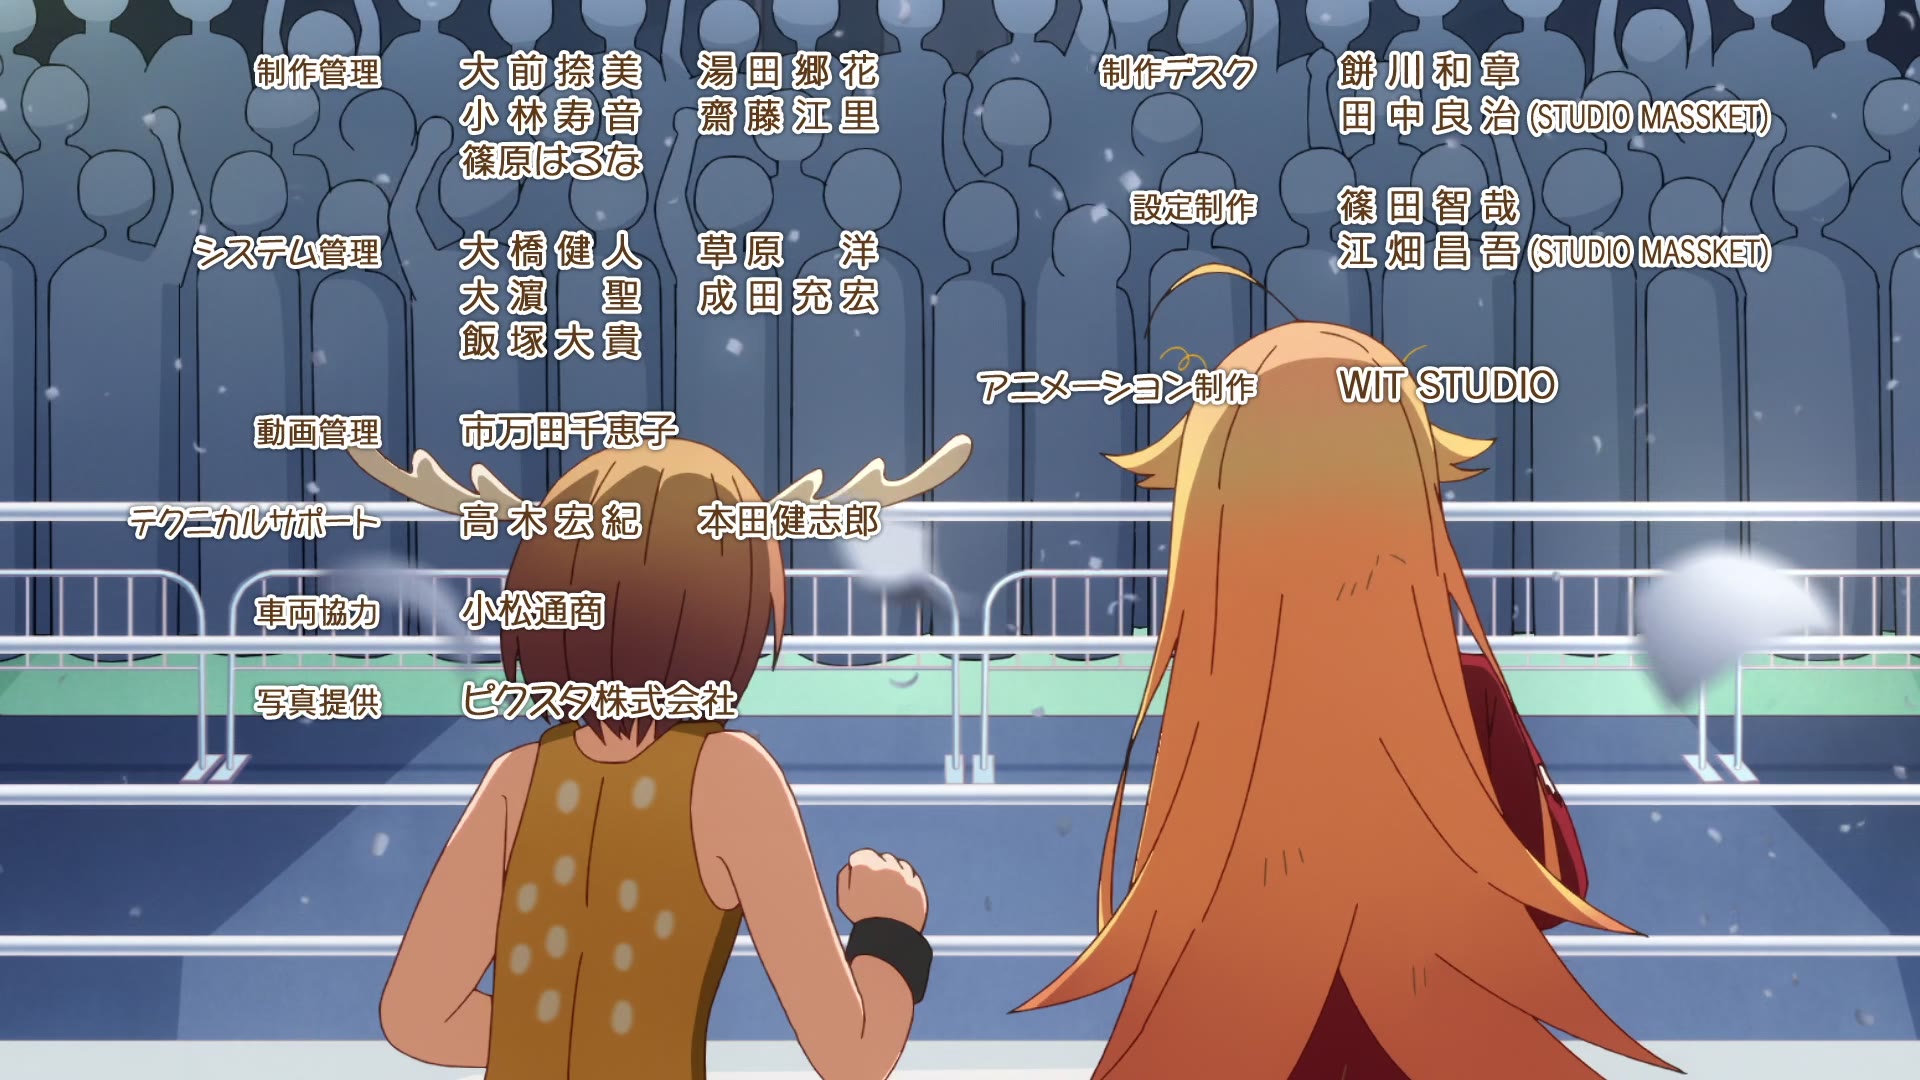 制作管理 大前捺美 湯田郷花
小林寿音 齋藤江里
篠原はるな
システム管理 大橋健人 草原 洋
大濵 聖 成田充宏
飯塚大貴
動画管理 市万田千恵子
テクニカルサポート 高木宏紀 本田健志郎
車両協力 小松通商
写真提供 ピクスタ株式会社
制作デスク 餅川和章
田中良治(STUDIO MASSKET)
設定制作 篠田智哉
江畑昌吾(STUDIO MASSKET)
アニメーション制作 WIT STUDIO